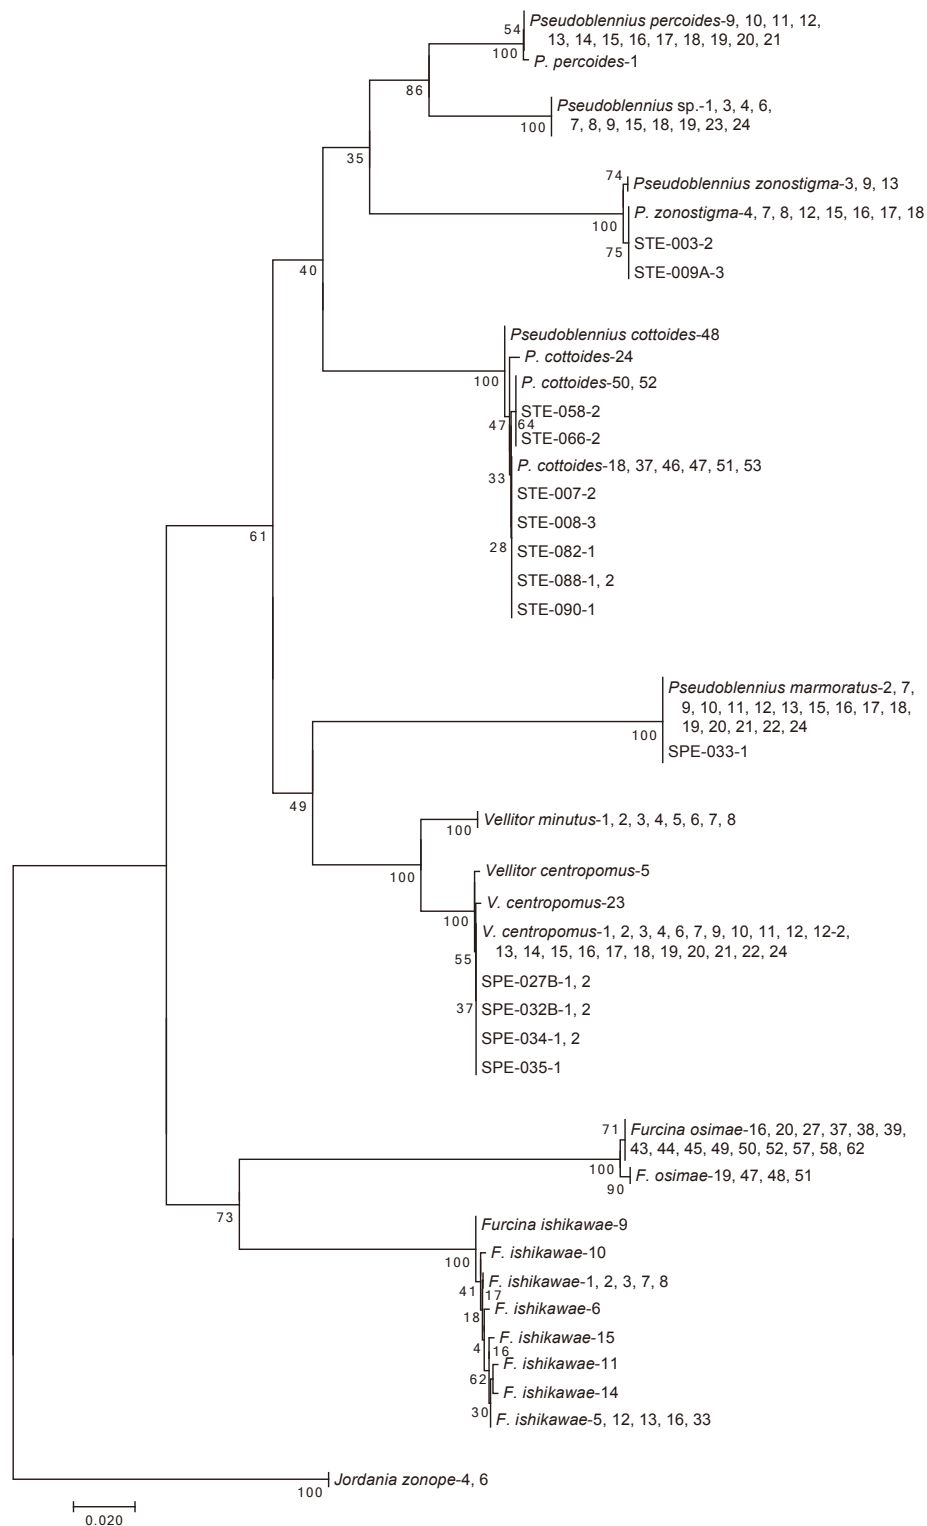 Pseudoblennius percoides-9, 10, 11, 12,
13, 14, 15, 16, 17, 18, 19, 20, 21
54
100
P. percoides-1
86
Pseudoblennius sp.-1, 3, 4, 6,
7, 8, 9, 15, 18, 19, 23, 24
100
35
74
Pseudoblennius zonostigma-3, 9, 13
P. zonostigma-4, 7, 8, 12, 15, 16, 17, 18
100
STE-003-2
75
STE-009A-3
40
Pseudoblennius cottoides-48
P. cottoides-24
100
P. cottoides-50, 52
STE-058-2
47
64
STE-066-2
P. cottoides-18, 37, 46, 47, 51, 53
33
STE-007-2
STE-008-3
28
STE-082-1
STE-088-1, 2
STE-090-1
61
Pseudoblennius marmoratus-2, 7,
9, 10, 11, 12, 13, 15, 16, 17, 18,
19, 20, 21, 22, 24
100
SPE-033-1
49
Vellitor minutus-1, 2, 3, 4, 5, 6, 7, 8
100
100
Vellitor centropomus-5
V. centropomus-23
100
V. centropomus-1, 2, 3, 4, 6, 7, 9, 10, 11, 12, 12-2,
13, 14, 15, 16, 17, 18, 19, 20, 21, 22, 24
55
SPE-027B-1, 2
37
SPE-032B-1, 2
SPE-034-1, 2
SPE-035-1
71
Furcina osimae-16, 20, 27, 37, 38, 39,
43, 44, 45, 49, 50, 52, 57, 58, 62
100
F. osimae-19, 47, 48, 51
90
73
Furcina ishikawae-9
100
F. ishikawae-10
F. ishikawae-1, 2, 3, 7, 8
41
17
F. ishikawae-6
18
F. ishikawae-15
4
16
F. ishikawae-11
62
F. ishikawae-14
30
F. ishikawae-5, 12, 13, 16, 33
Jordania zonope-4, 6
100
0.020